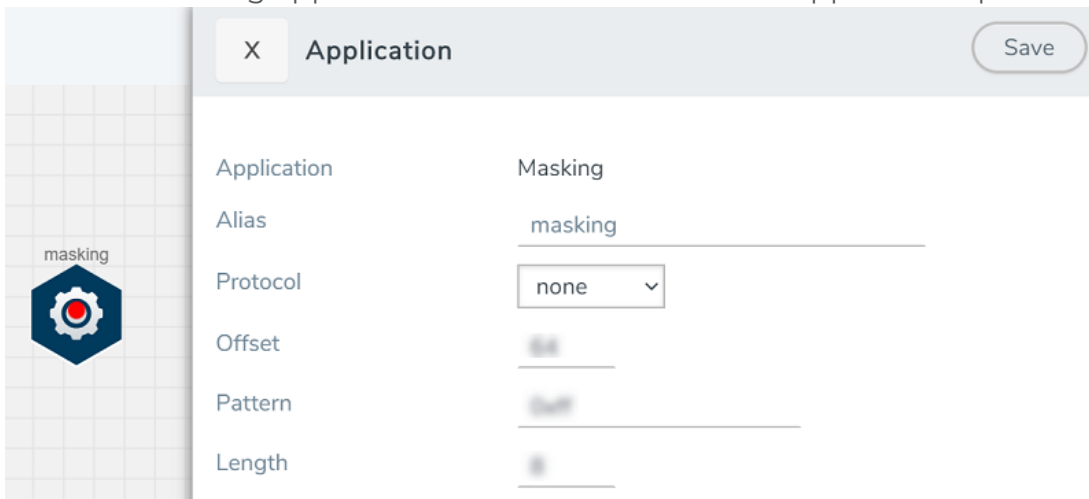 X Application Save
Application Masking
Alias masking
masking
Protocol none
Offset
Pattern
Length